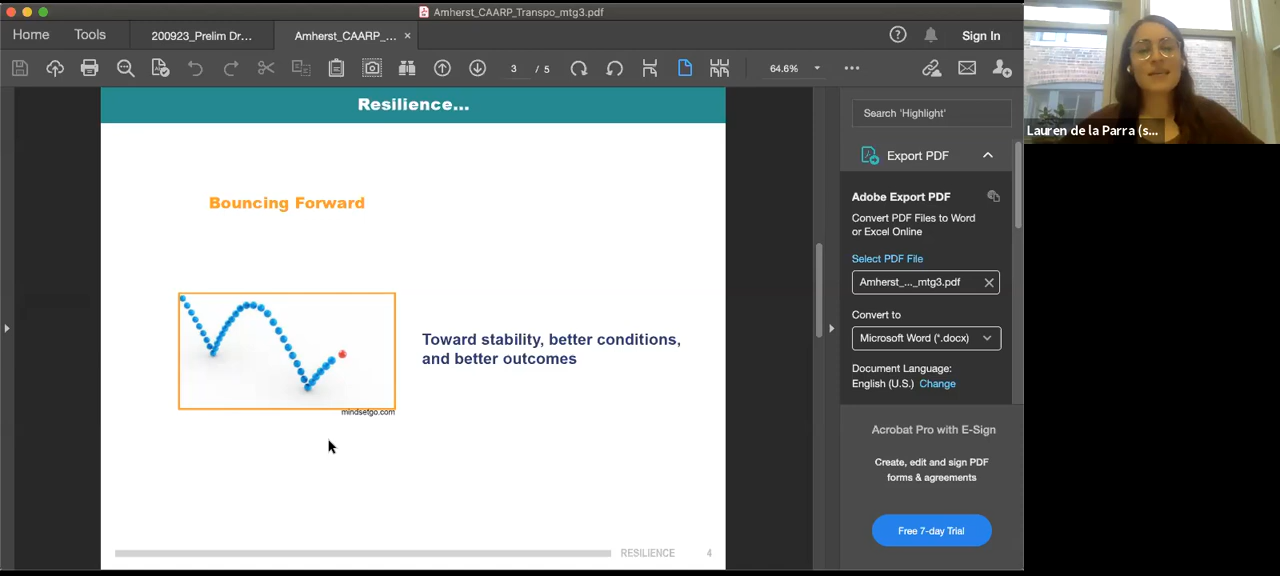 Amherst_CAARP_Transpo_mtg3.pdf
Home
Tools
200923_Prelim Dr...
Amherst_CAARP_...
Sign In
3 / 5
64.6%
Resilience...
Bouncing Forward
Toward stability, better conditions,
and better outcomes
mindsetgo.com
RESILIENCE 4
Search 'Highlight'
Export PDF
Adobe Export PDF
Convert PDF Files to Word
or Excel Online
Select PDF File
Amherst_..._mtg3.pdf
Convert to
Microsoft Word (*.docx)
Document Language:
English (U.S.) Change
Acrobat Pro with E-Sign
Create, edit and sign PDF
forms & agreements
Free 7-day Trial
Lauren de la Parra (s...